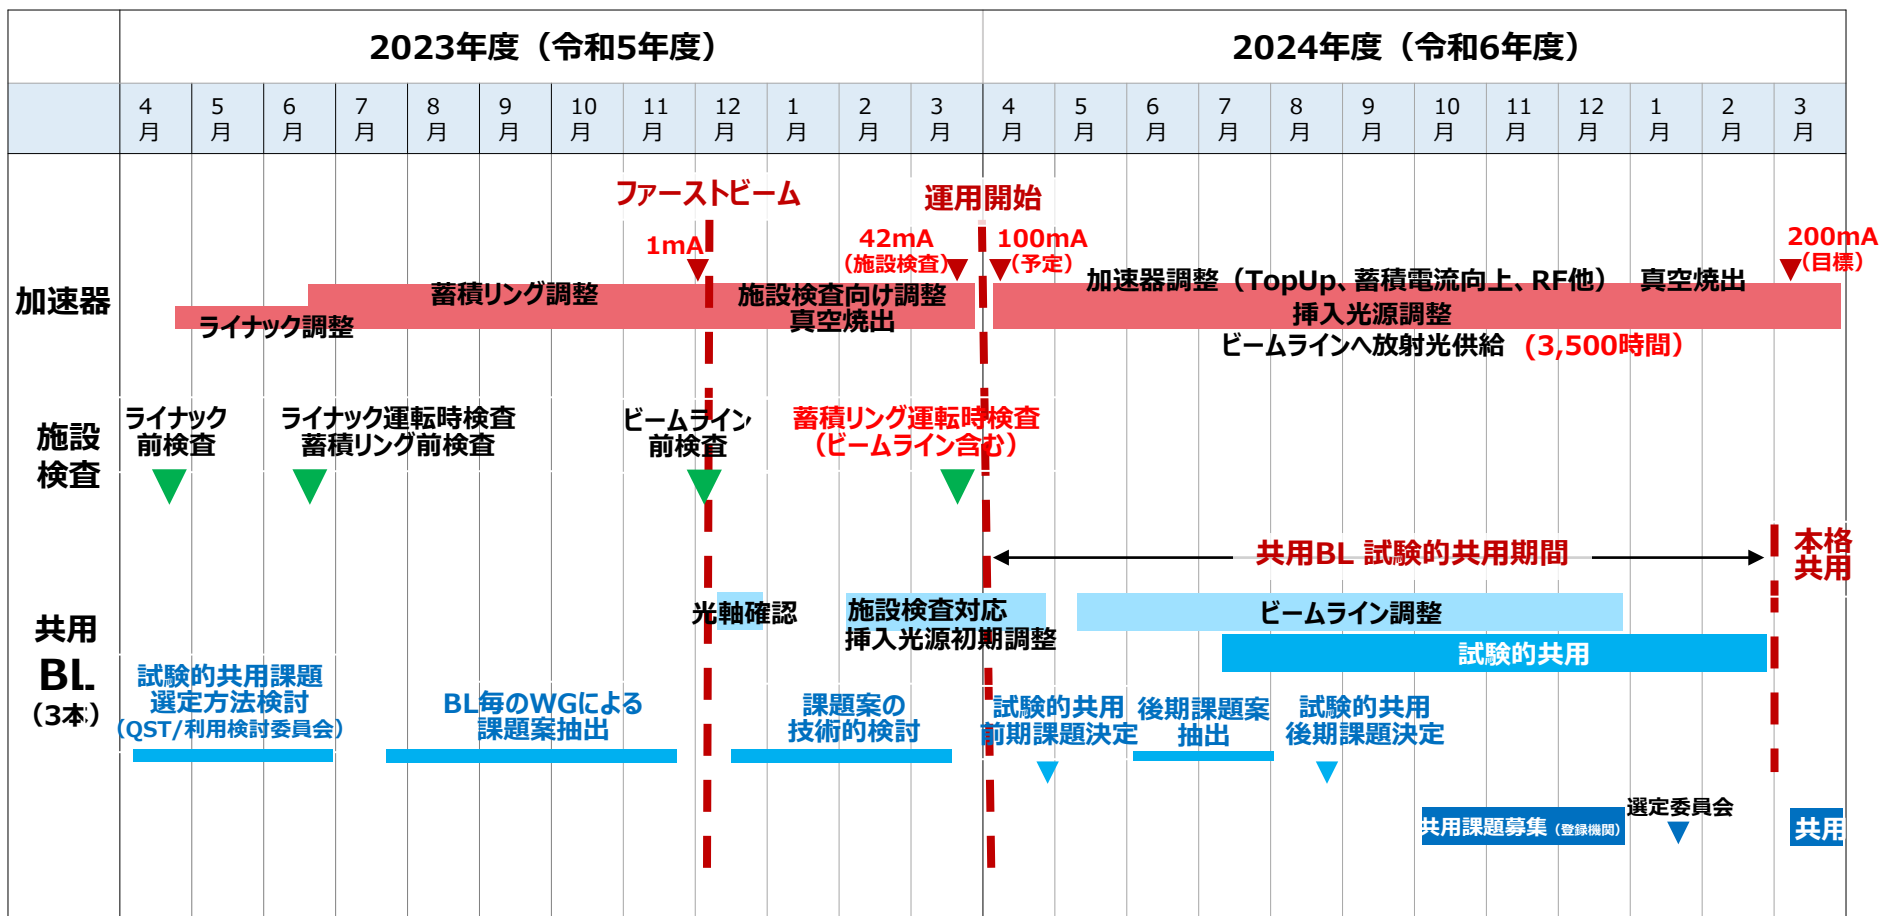 2023年度（令和5年度）
2024年度（令和6年度）
4月
5月
6月
7月
8月
9月
10月
11月
12月
1月
2月
3月
4月
5月
6月
7月
8月
9月
10月
11月
12月
1月
2月
3月
加速器
ファーストビーム
運用開始
1mA
42mA
（施設検査）
100mA
（予定）
200mA
（目標）
蓄積リング調整
ライナック調整
施設検査向け調整
真空焼出
加速器調整（TopUp、蓄積電流向上、RF他）　真空焼出
挿入光源調整
ビームラインへ放射光供給　(3,500時間）
施設
検査
ライナック
前検査
ライナック運転時検査
蓄積リング前検査
ビームライン
前検査
蓄積リング運転時検査
（ビームライン含む）
共用
BL
（3本）
共用BL 試験的共用期間
本格
共用
光軸確認
施設検査対応
挿入光源初期調整
ビームライン調整
試験的共用
試験的共用課題
選定方法検討
（QST/利用検討委員会）
BL毎のWGによる
課題案抽出
課題案の
技術的検討
試験的共用
前期課題決定
後期課題案
抽出
試験的共用
後期課題決定
共用課題募集（登録機関）
選定委員会
共用